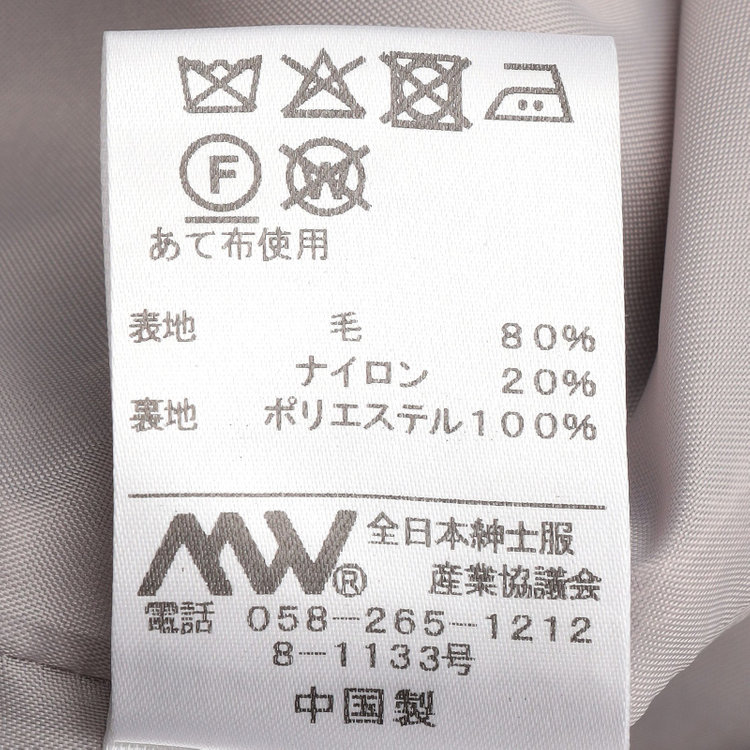 F W
あて布使用
表地 毛 80%
ナイロン 20%
裏地 ポリエステル100%
MW® 全日本紳士服
産業協議会
電話 058-265-1212
8-1133号
中国製